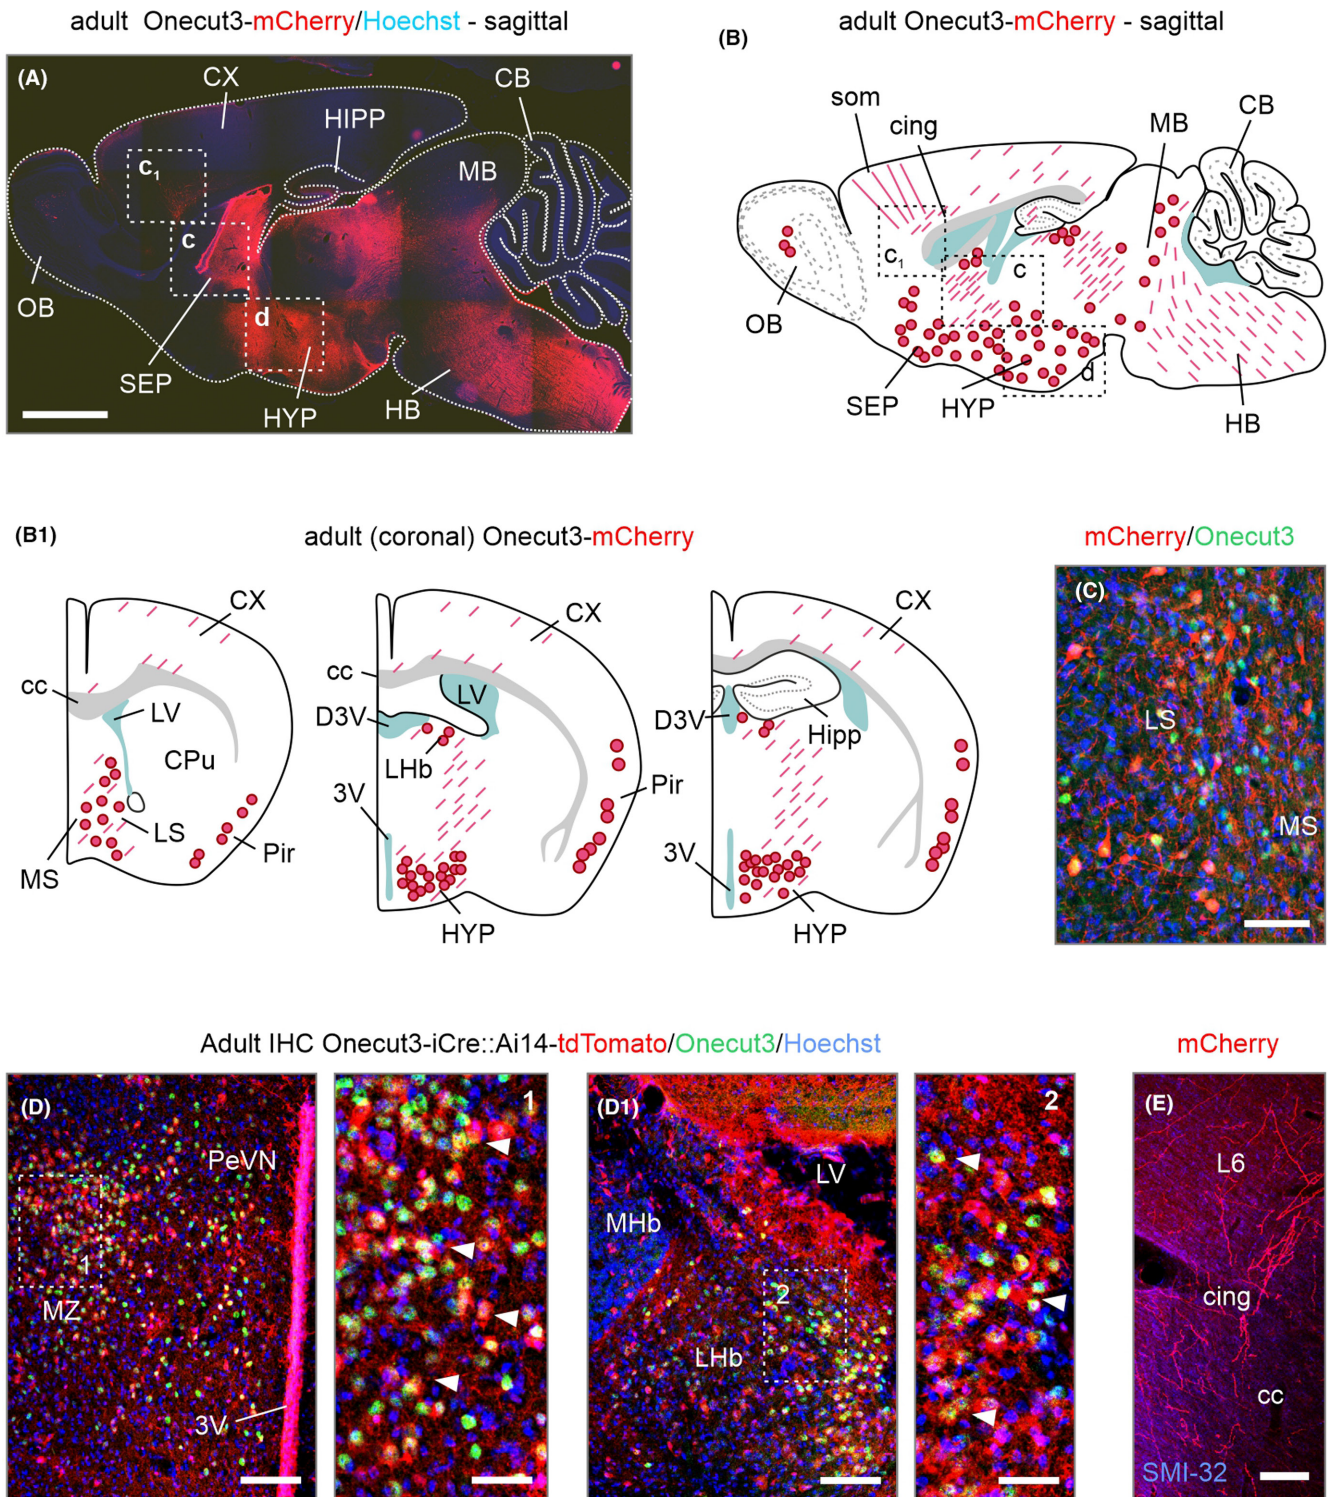 adult Onecut3-mCherry/Hoechst - sagittal
(A)
CX
CB
HIPP
MB
c1
c
d
OB
SEP
HYP
HB
(B)
adult Onecut3-mCherry - sagittal
som
cing
MB
CB
c1
c
d
OB
SEP
HYP
HB
(B1)
adult (coronal) Onecut3-mCherry
CX
cc
LV
CPu
LS
MS
Pir
CX
cc
LV
D3V
LHb
3V
Pir
HYP
CX
D3V
Hipp
3V
HYP
mCherry/Onecut3
(C)
LS
MS
Adult IHC Onecut3-iCre::Ai14-tdTomato/Onecut3/Hoechst
(D)
PeVN
1
MZ
3V
1
(D1)
LV
MHb
2
LHb
2
mCherry
(E)
L6
cing
cc
SMI-32